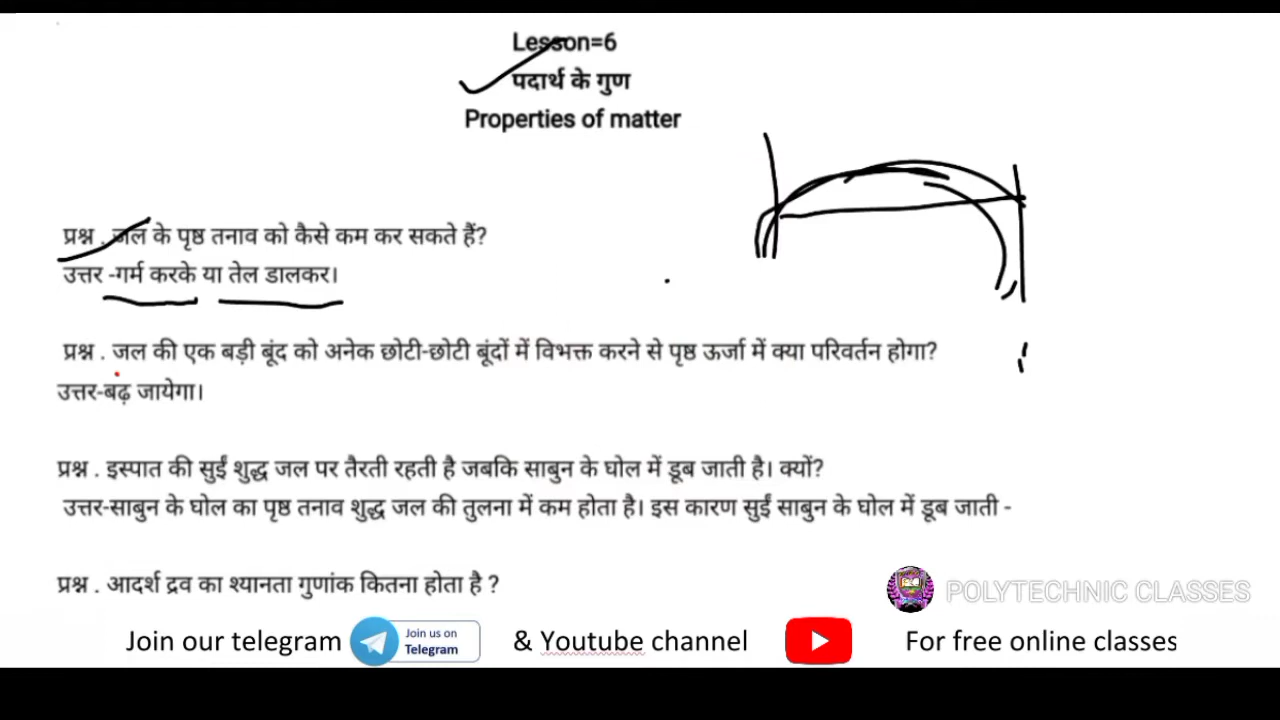 Lesson=6
पदार्थ के गुण
Properties of matter
प्रश्न . जल के पृष्ठ तनाव को कैसे कम कर सकते हैं?
उत्तर -गर्म करके या तेल डालकर।
प्रश्न . जल की एक बड़ी बूंद को अनेक छोटी-छोटी बूंदों में विभक्त करने से पृष्ठ ऊर्जा में क्या परिवर्तन होगा?
उत्तर-बढ़ जायेगा।
प्रश्न . इस्पात की सुईं शुद्ध जल पर तैरती रहती है जबकि साबुन के घोल में डूब जाती है। क्यों?
उत्तर-साबुन के घोल का पृष्ठ तनाव शुद्ध जल की तुलना में कम होता है। इस कारण सुईं साबुन के घोल में डूब जाती -
प्रश्न . आदर्श द्रव का श्यानता गुणांक कितना होता है ?
POLYTECHNIC CLASSES
Join our telegram Join us on Telegram & Youtube channel For free online classes